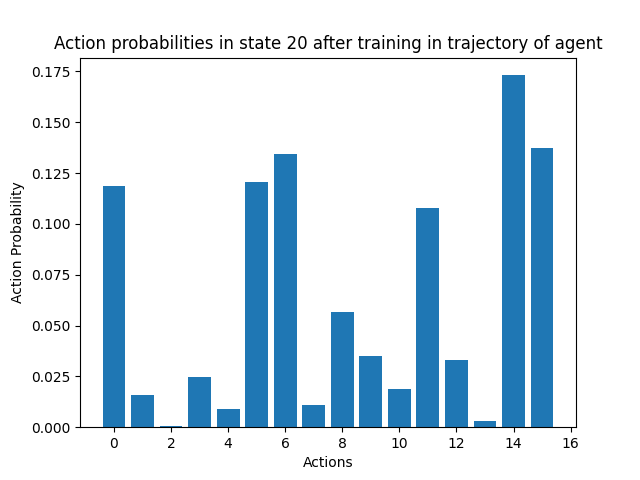 Action probabilities in state 20 after training in trajectory of agent
0.175
0.150
0.125
0.100
0.075
0.050
0.025
0.000
Action Probability
0 2 4 6 8 10 12 14 16
Actions